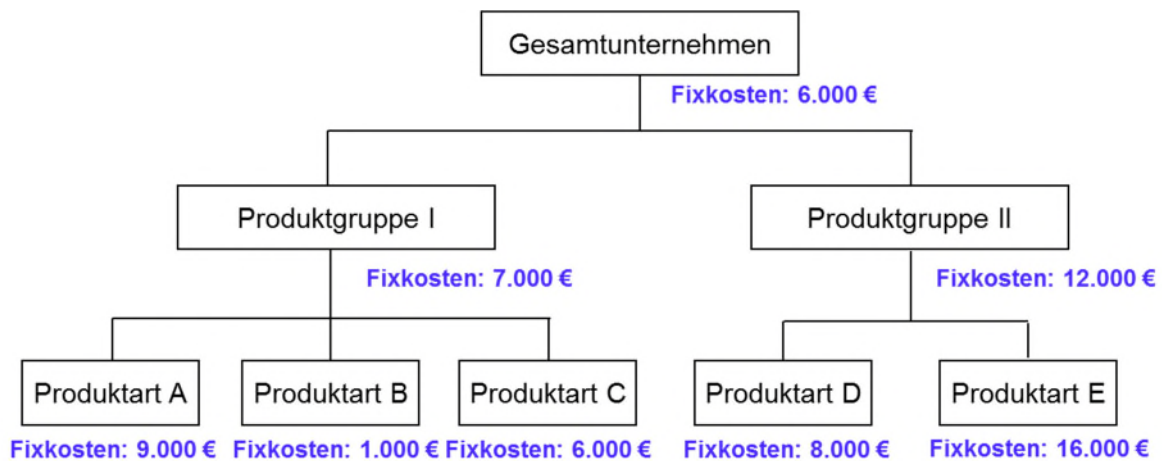 Gesamtunternehmen
Fixkosten: 6.000 €
Produktgruppe I
Produktgruppe II
Fixkosten: 7.000 €
Fixkosten: 12.000 €
Produktart A
Produktart B
Produktart C
Produktart D
Produktart E
Fixkosten: 9.000 €
Fixkosten: 1.000 €
Fixkosten: 6.000 €
Fixkosten: 8.000 €
Fixkosten: 16.000 €